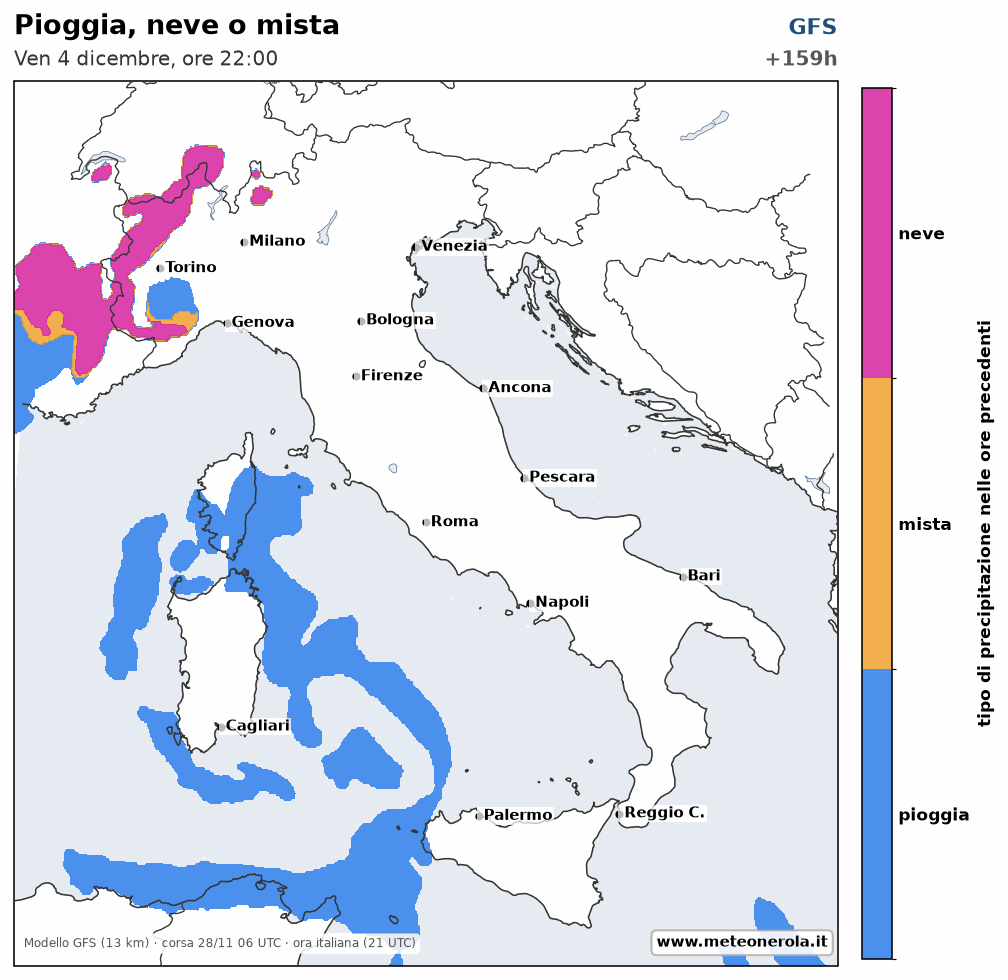 Pioggia, neve o mista
GFS
Ven 4 dicembre, ore 22:00
+159h
neve
mista
pioggia
tipo di precipitazione nelle ore precedenti
Milano
Venezia
Torino
Genova
Bologna
Firenze
Ancona
Pescara
Roma
Bari
Napoli
Cagliari
Palermo
Reggio C.
Modello GFS (13 km) · corsa 28/11 06 UTC · ora italiana (21 UTC)
www.meteonerola.it